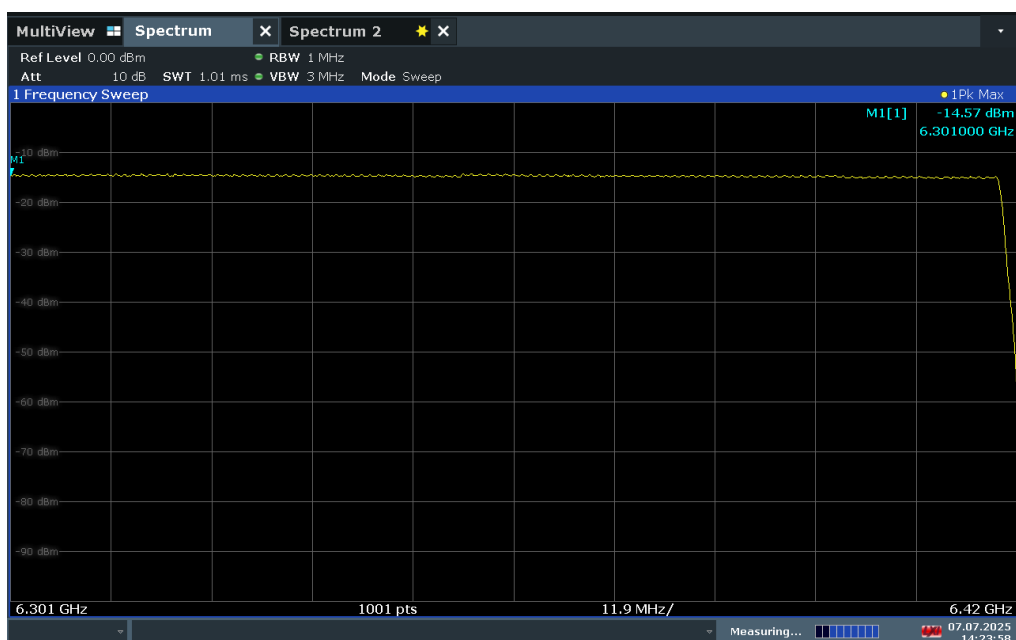 MultiView Spectrum X Spectrum 2 X
Ref Level 0.00 dBm RBW 1 MHz
Att 10 dB SWT 1.01 ms VBW 3 MHz Mode Sweep
1 Frequency Sweep 1Pk Max
M1[1] -14.57 dBm
6.301000 GHz
-10 dBm
M1
-20 dBm
-30 dBm
-40 dBm
-50 dBm
-60 dBm
-70 dBm
-80 dBm
-90 dBm
6.301 GHz 1001 pts 11.9 MHz/ 6.42 GHz
Measuring... 07.07.2025
14:23:58